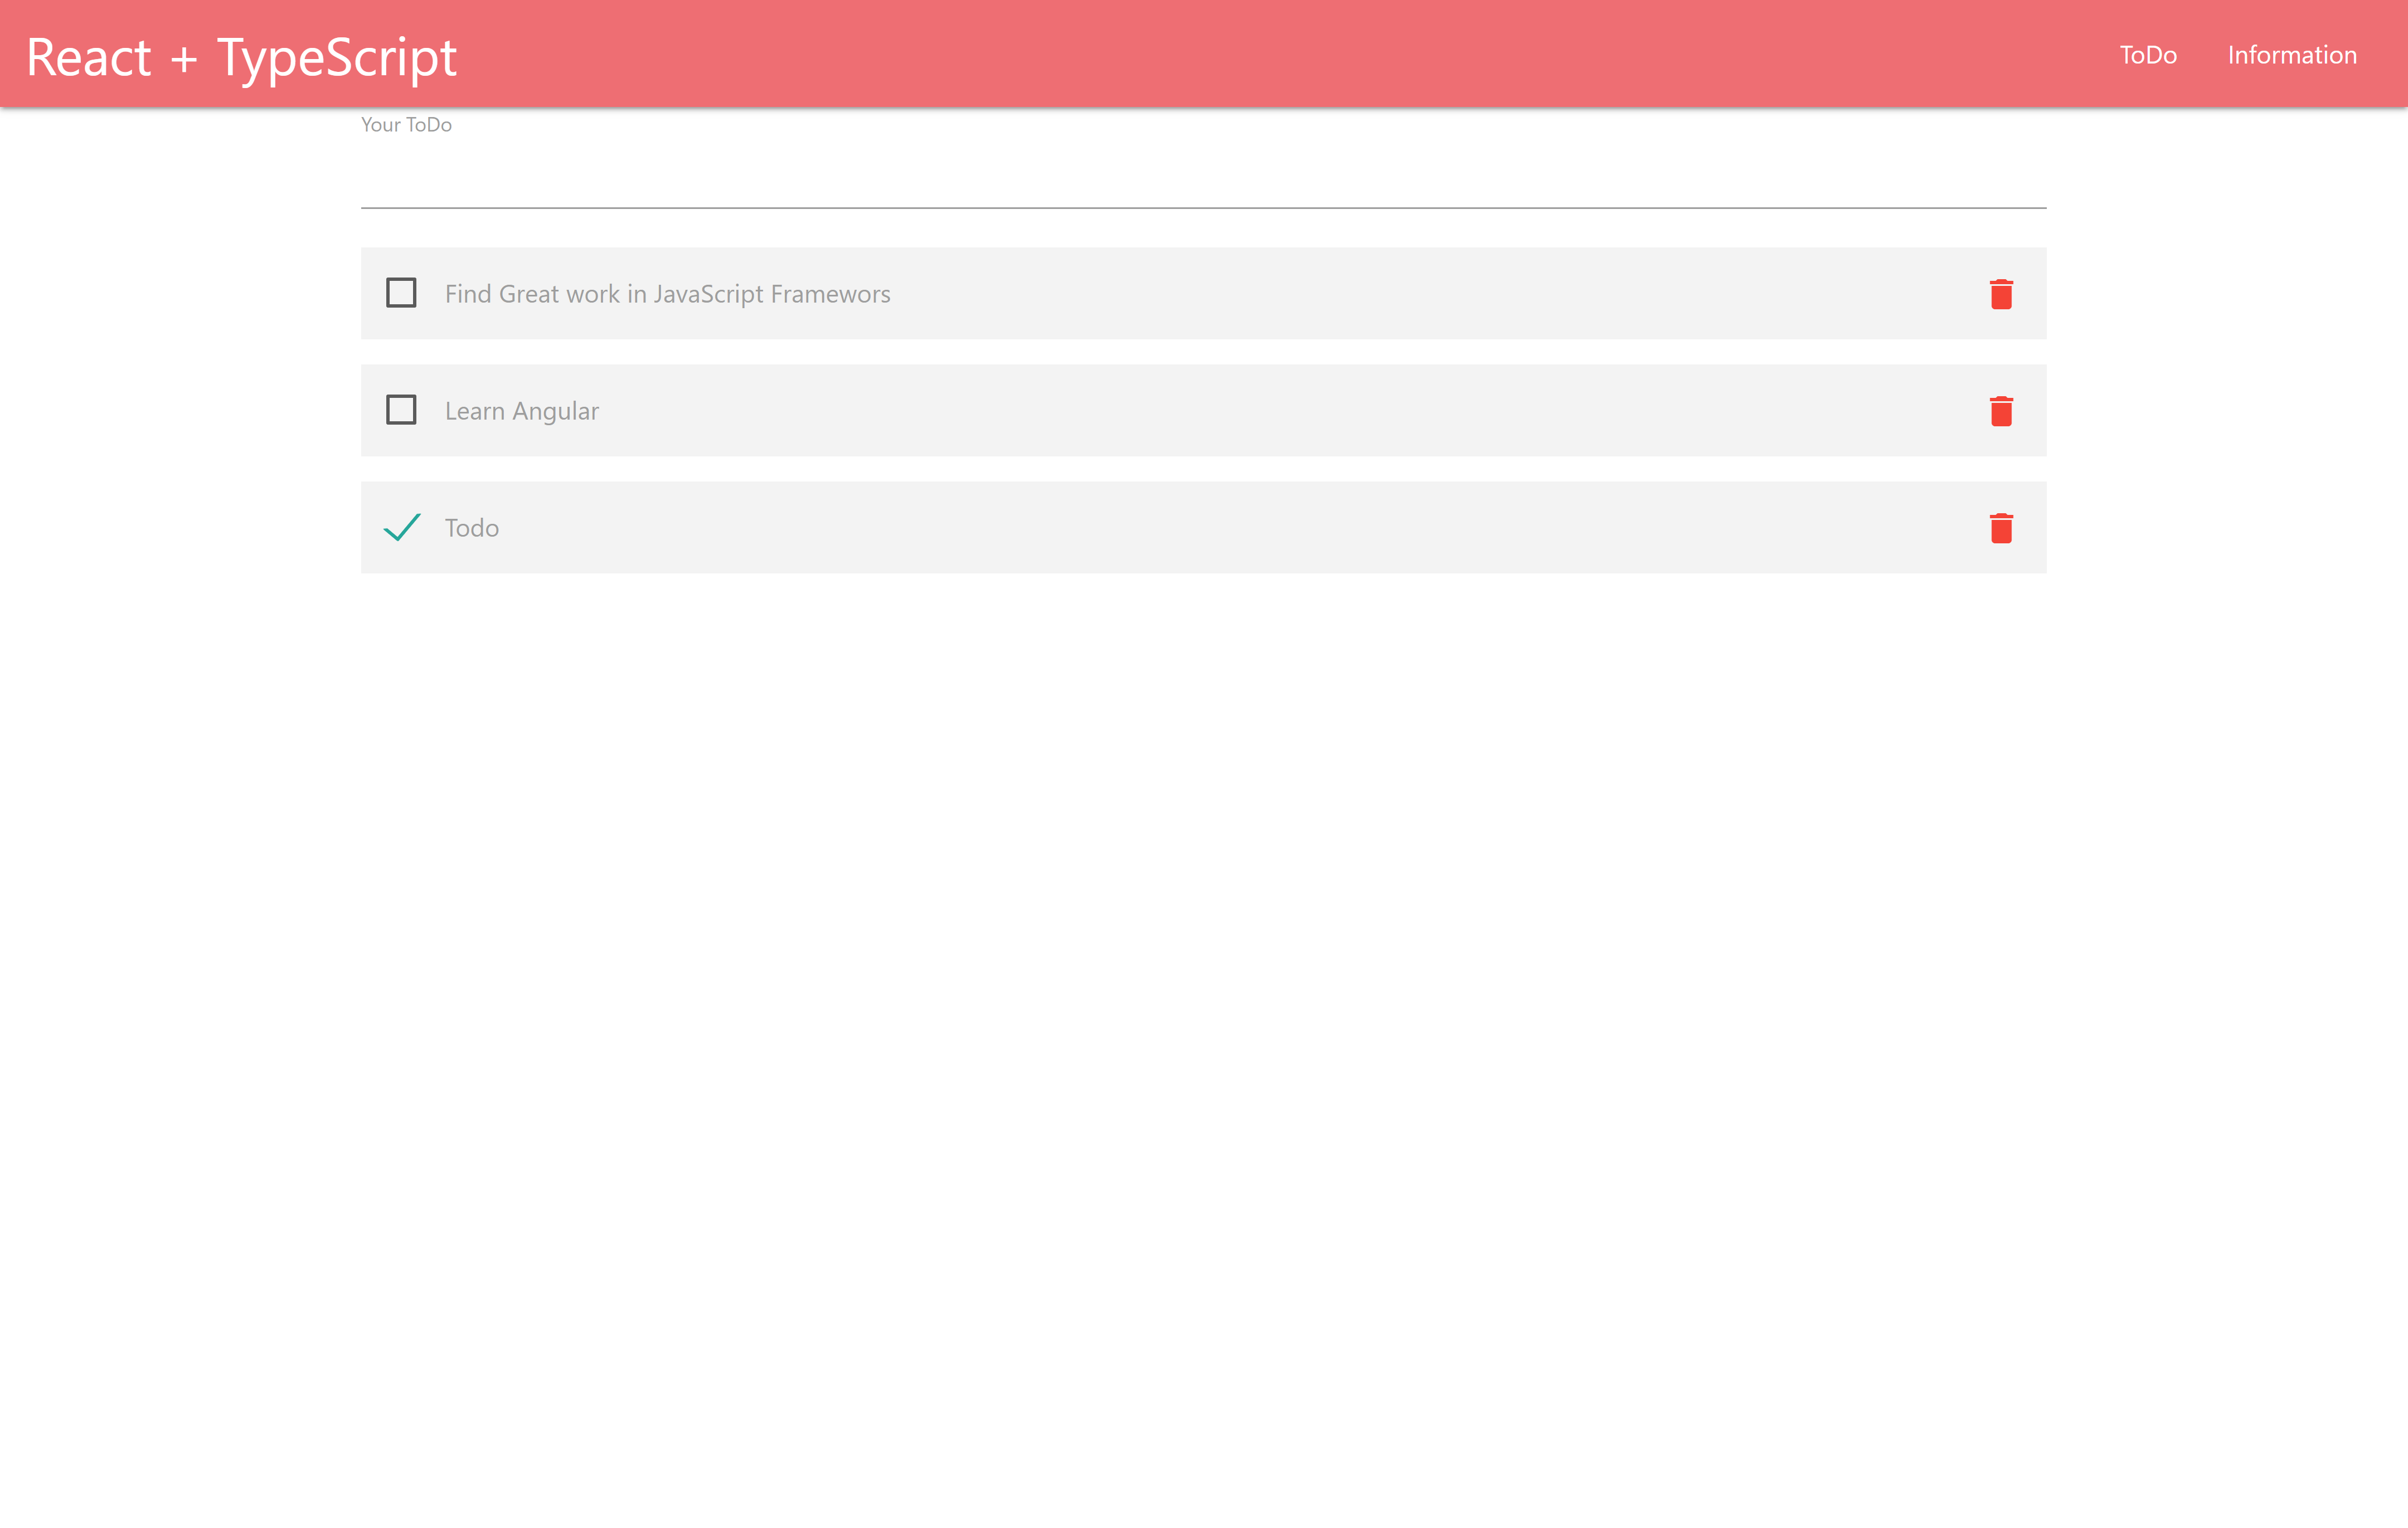 React + TypeScript
ToDo
Information
Your ToDo
Find Great work in JavaScript Framewors
Learn Angular
Todo